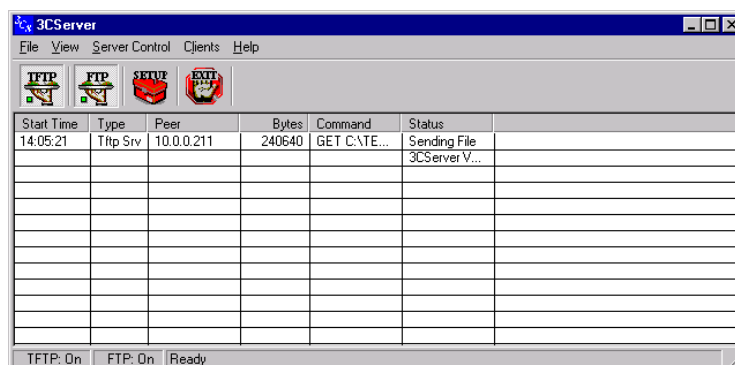 3CServer
File View Server Control Clients Help
TFTP FTP SETUP EXIT
Start Time Type Peer Bytes Command Status
14:05:21 Tftp Srv 10.0.0.211 240640 GET C:\TE... Sending File
3CServer V...
TFTP: On FTP: On Ready